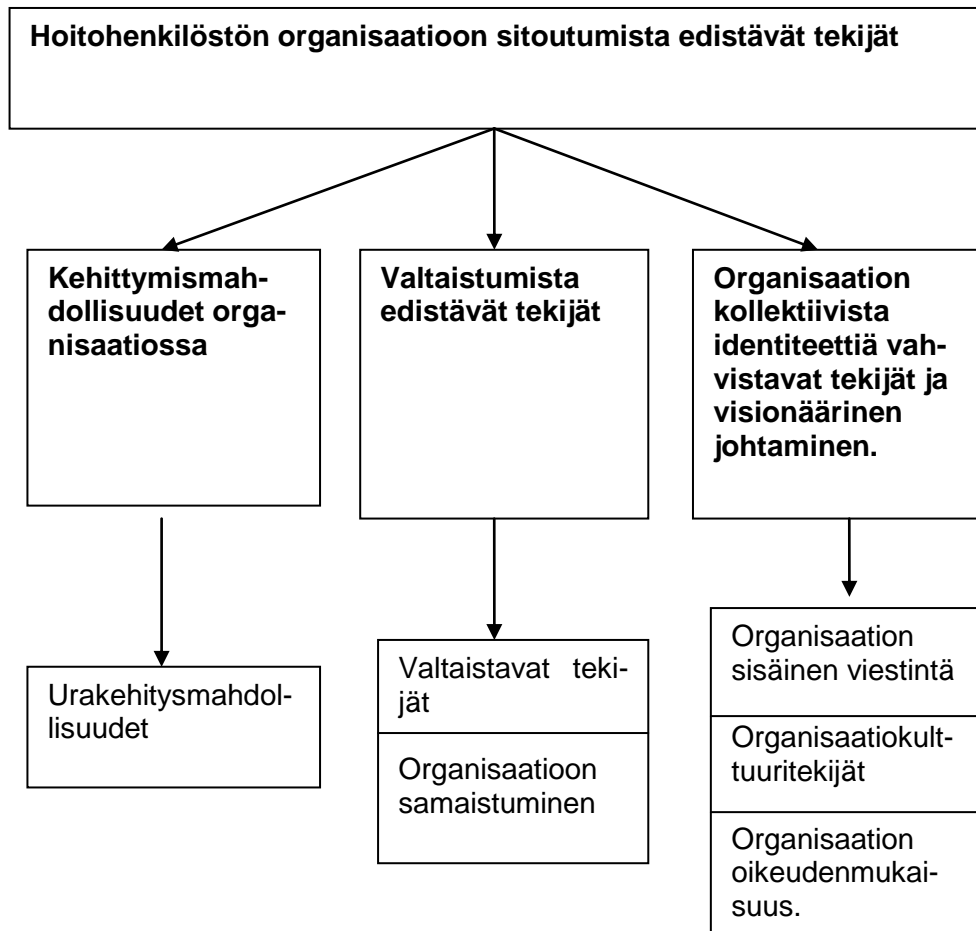 Hoitohenkilöstön organisaatioon sitoutumista edistävät tekijät
Kehittymismah-
dollisuudet orga-
nisaatiossa
Valtaistumista
edistävät tekijät
Organisaation
kollektiivista
identiteettiä vah-
vistavat tekijät ja
visionäärinen
johtaminen.
Urakehitysmahdol-
lisuudet
Valtaistavat teki-
jät
Organisaatioon
samaistuminen
Organisaation
sisäinen viestintä
Organisaatiokult-
tuuritekijät
Organisaation
oikeudenmukai-
suus.